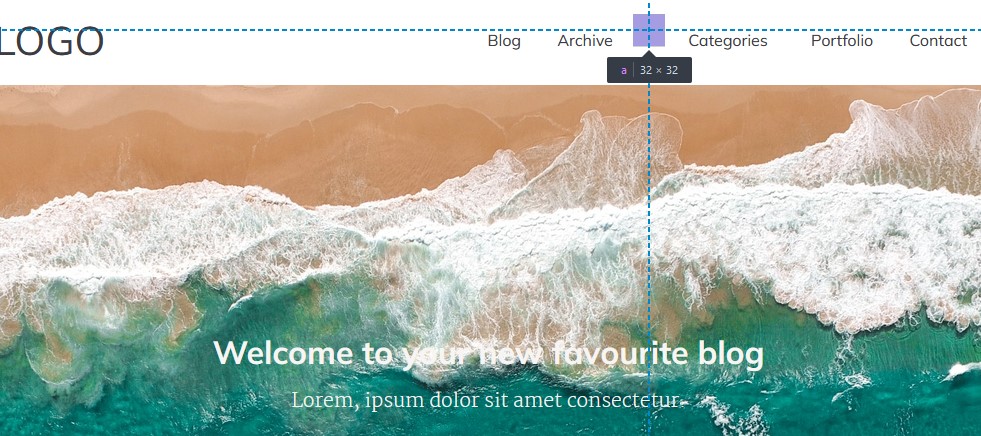 LOGO
Blog Archive Categories Portfolio Contact
a 32 × 32
Welcome to your new favourite blog
Lorem, ipsum dolor sit amet consectetur.